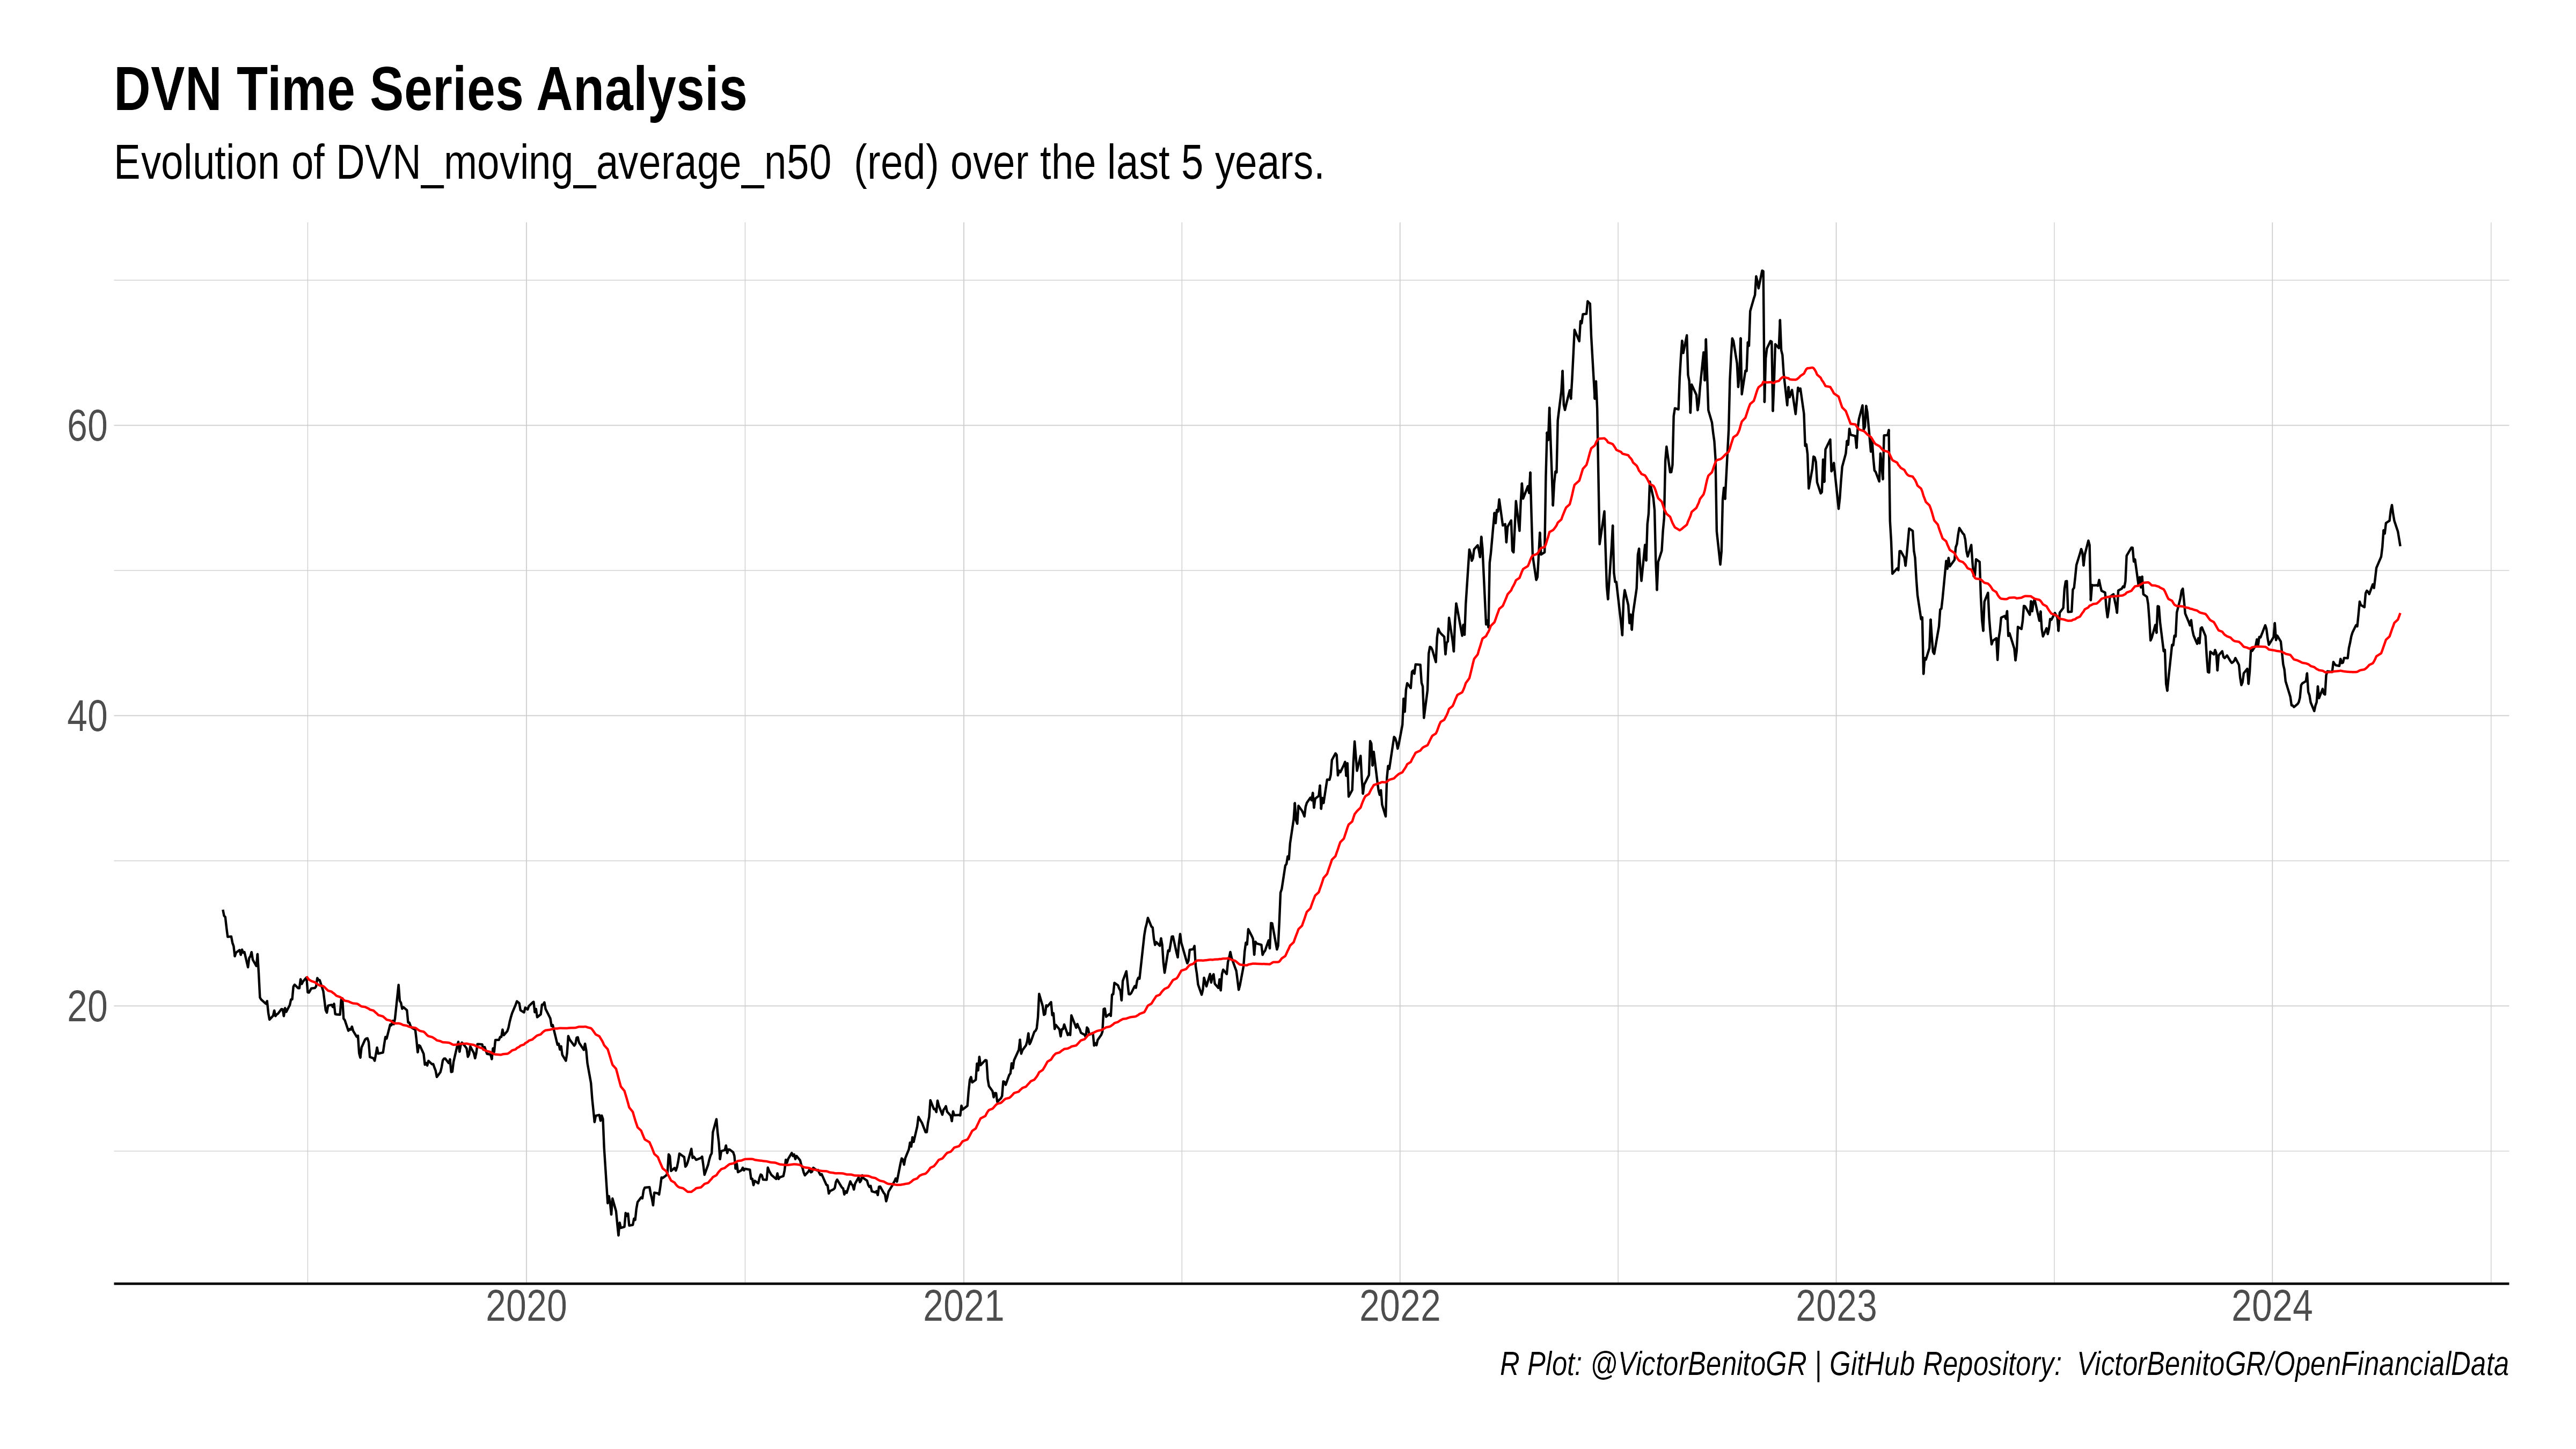 DVN Time Series Analysis
Evolution of DVN_moving_average_n50  (red) over the last 5 years.
60
40
20
2020 2021 2022 2023 2024
R Plot: @VictorBenitoGR | GitHub Repository:  VictorBenitoGR/OpenFinancialData